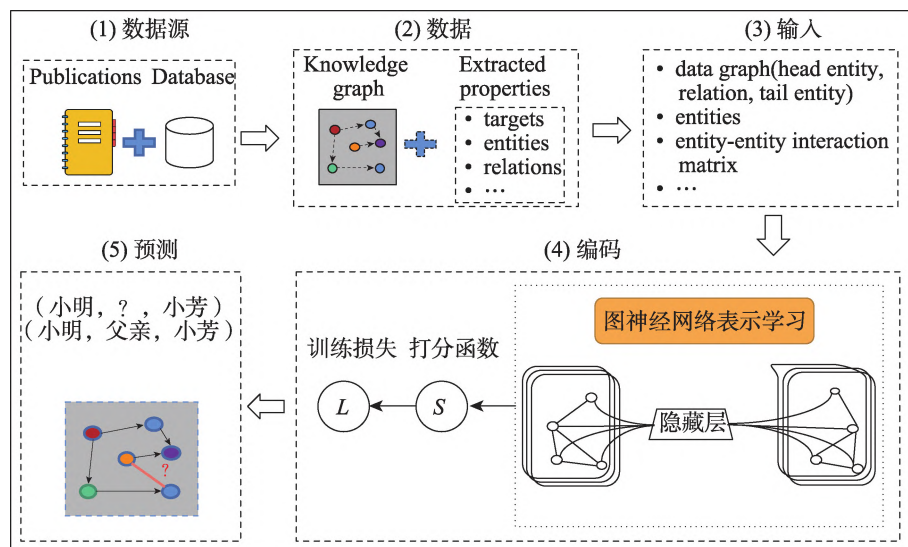 (1) 数据源
Publications Database
(2) 数据
Knowledge graph
Extracted properties
• targets
• entities
• relations
• …
(3) 输入
• data graph(head entity,
relation, tail entity)
• entities
• entity-entity interaction
matrix
• …
(4) 编码
图神经网络表示学习
训练损失 打分函数
L
S
隐藏层
(5) 预测
（小明，？，小芳）
（小明，父亲，小芳）
?